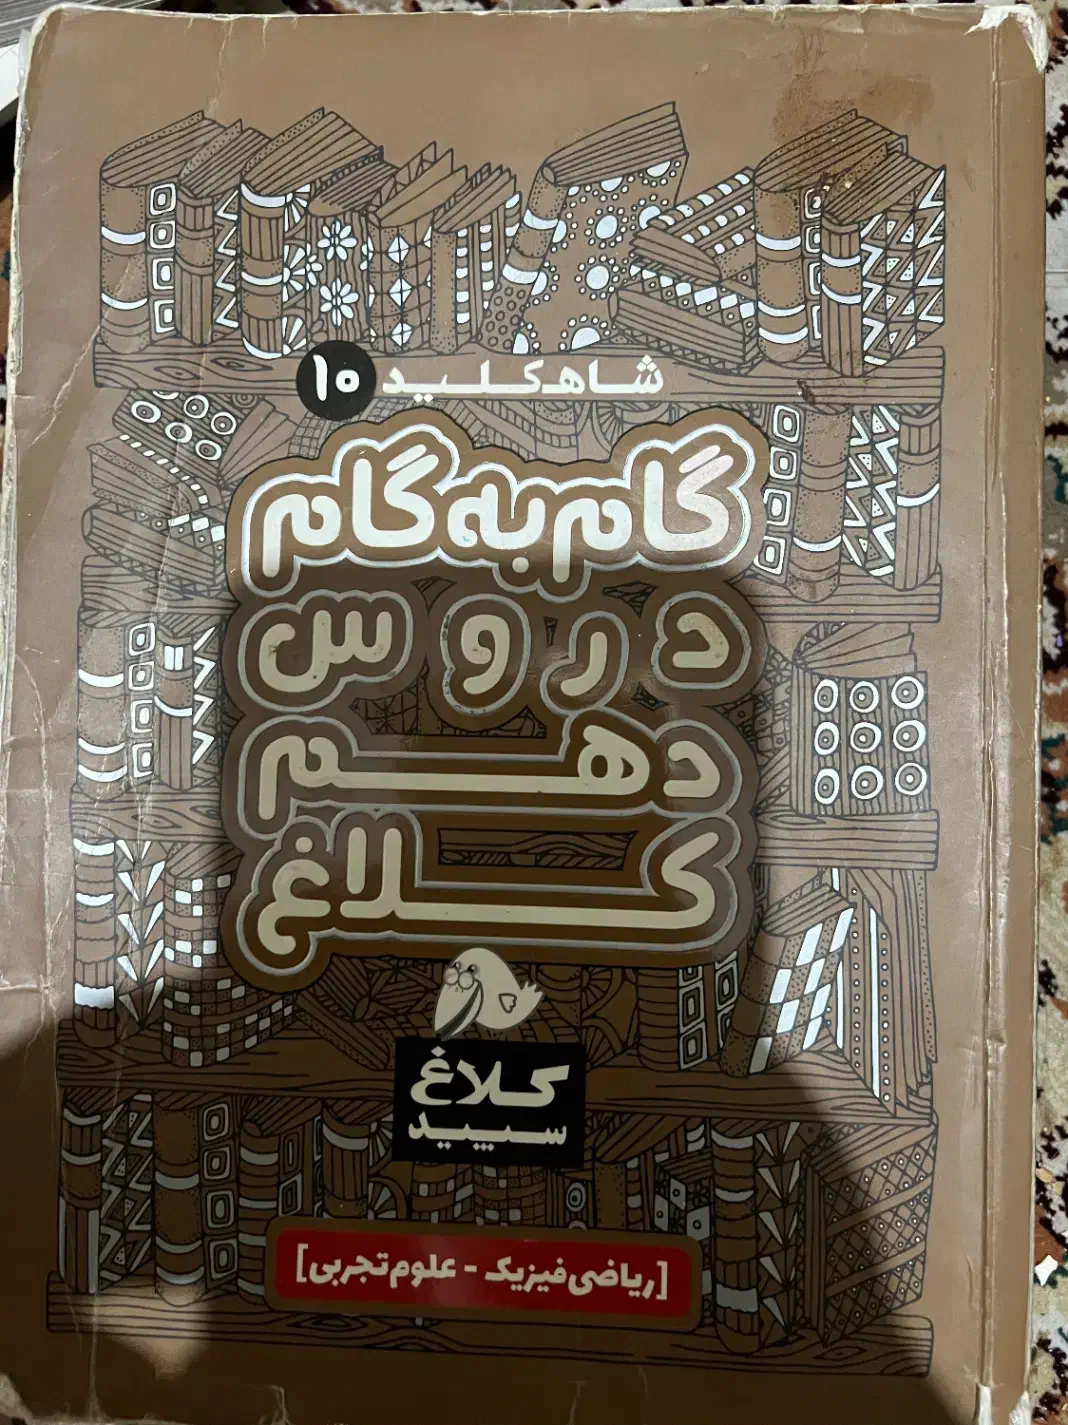 شاه کلید ۱۰
گام به گام
دروس
دهم
کلاغ
کلاغ
سپید
[ریاضی فیزیک - علوم تجربی]